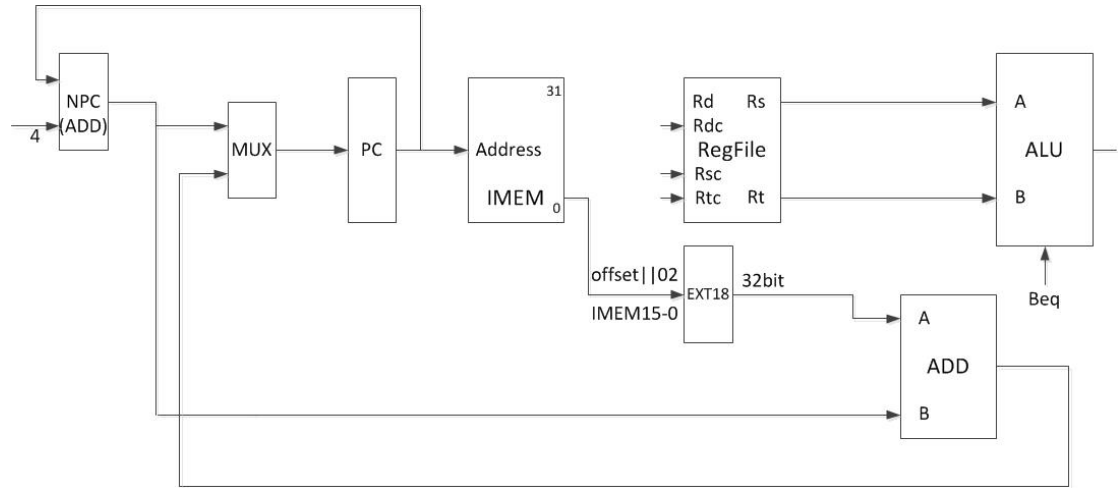 NPC
(ADD)
4
MUX
PC
31
Address
IMEM
0
Rd Rs
Rdc
RegFile
Rsc
Rtc Rt
A
ALU
B
Beq
offset||02
IMEM15-0
EXT18
32bit
A
ADD
B